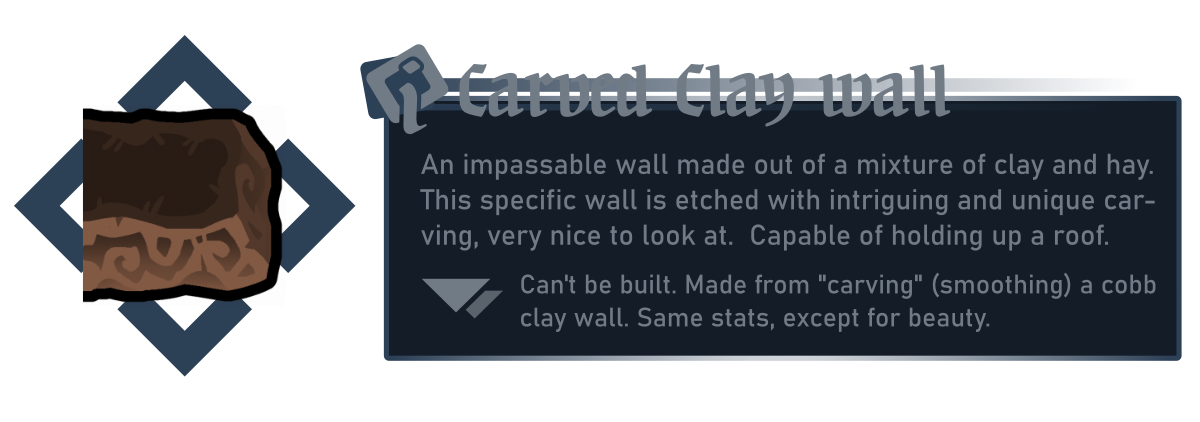 Carved Clay wall
An impassable wall made out of a mixture of clay and hay.
This specific wall is etched with intriguing and unique car-
ving, very nice to look at.  Capable of holding up a roof.
Can't be built. Made from "carving" (smoothing) a cobb
clay wall. Same stats, except for beauty.